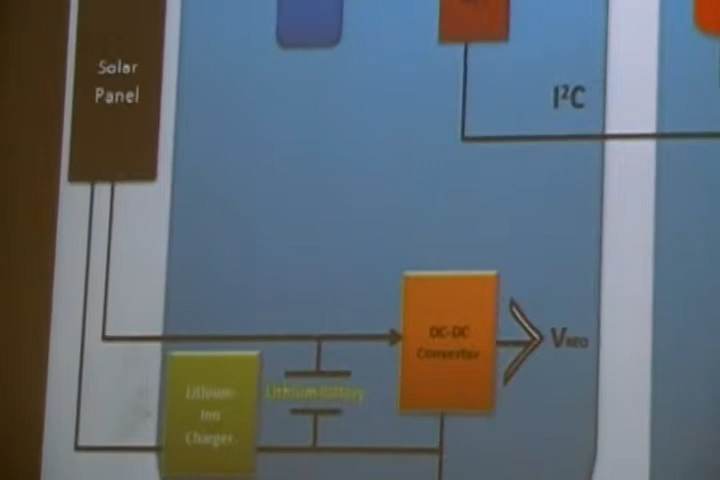 Solar
Panel
I²C
DC-DC
Converter
Lithium-
Ion
Charger
Lithium Battery